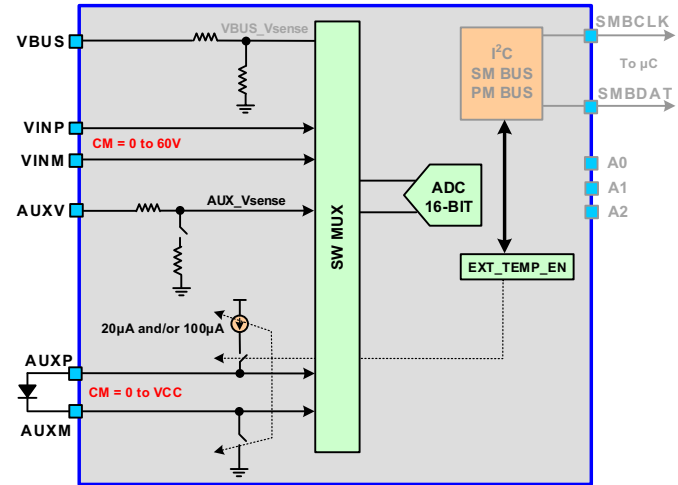 VBUS
VBUS_Vsense
SMBCLK
I²C
SM BUS
PM BUS
To µC
SMBDAT
VINP
CM = 0 to 60V
VINM
A0
A1
A2
ADC
16-BIT
AUXV
AUX_Vsense
SW MUX
EXT_TEMP_EN
20µA and/or 100µA
AUXP
CM = 0 to VCC
AUXM